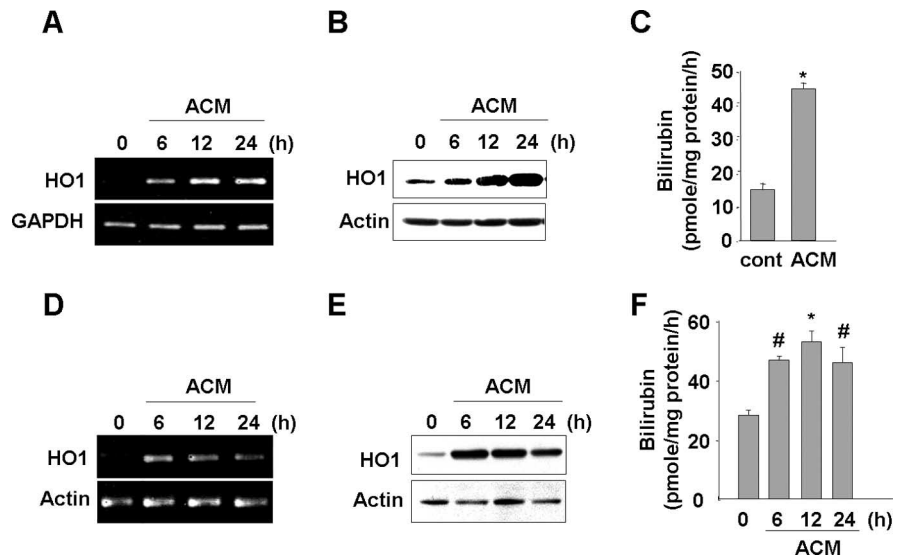 A
ACM
0 6 12 24 (h)
HO1
GAPDH
B
ACM
0 6 12 24 (h)
HO1
Actin
C
Bilirubin
(pmole/mg protein/h)
50
40
30
20
10
0
*
cont ACM
D
ACM
0 6 12 24 (h)
HO1
Actin
E
ACM
0 6 12 24 (h)
HO1
Actin
F
Bilirubin
(pmole/mg protein/h)
60
40
20
0
# * #
0 6 12 24 (h)
ACM